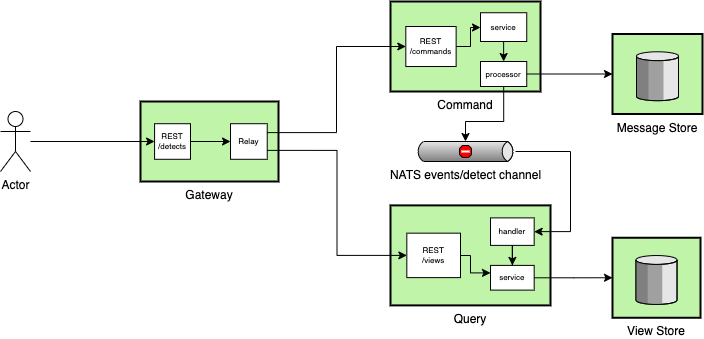 Actor
REST
/detects
Relay
Gateway
REST
/commands
service
processor
Command
Message Store
NATS events/detect channel
REST
/views
handler
service
Query
View Store